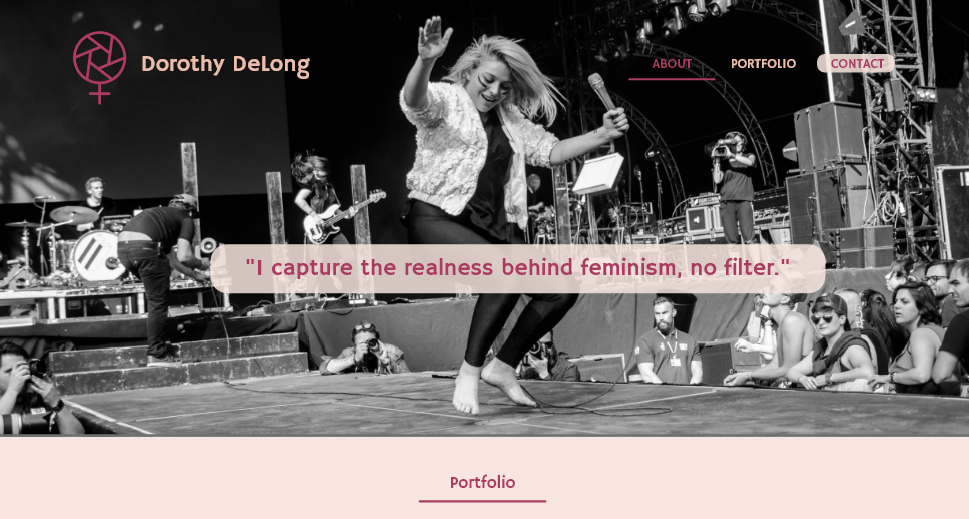 Dorothy DeLong
ABOUT
PORTFOLIO
CONTACT
"I capture the realness behind feminism, no filter."
Portfolio